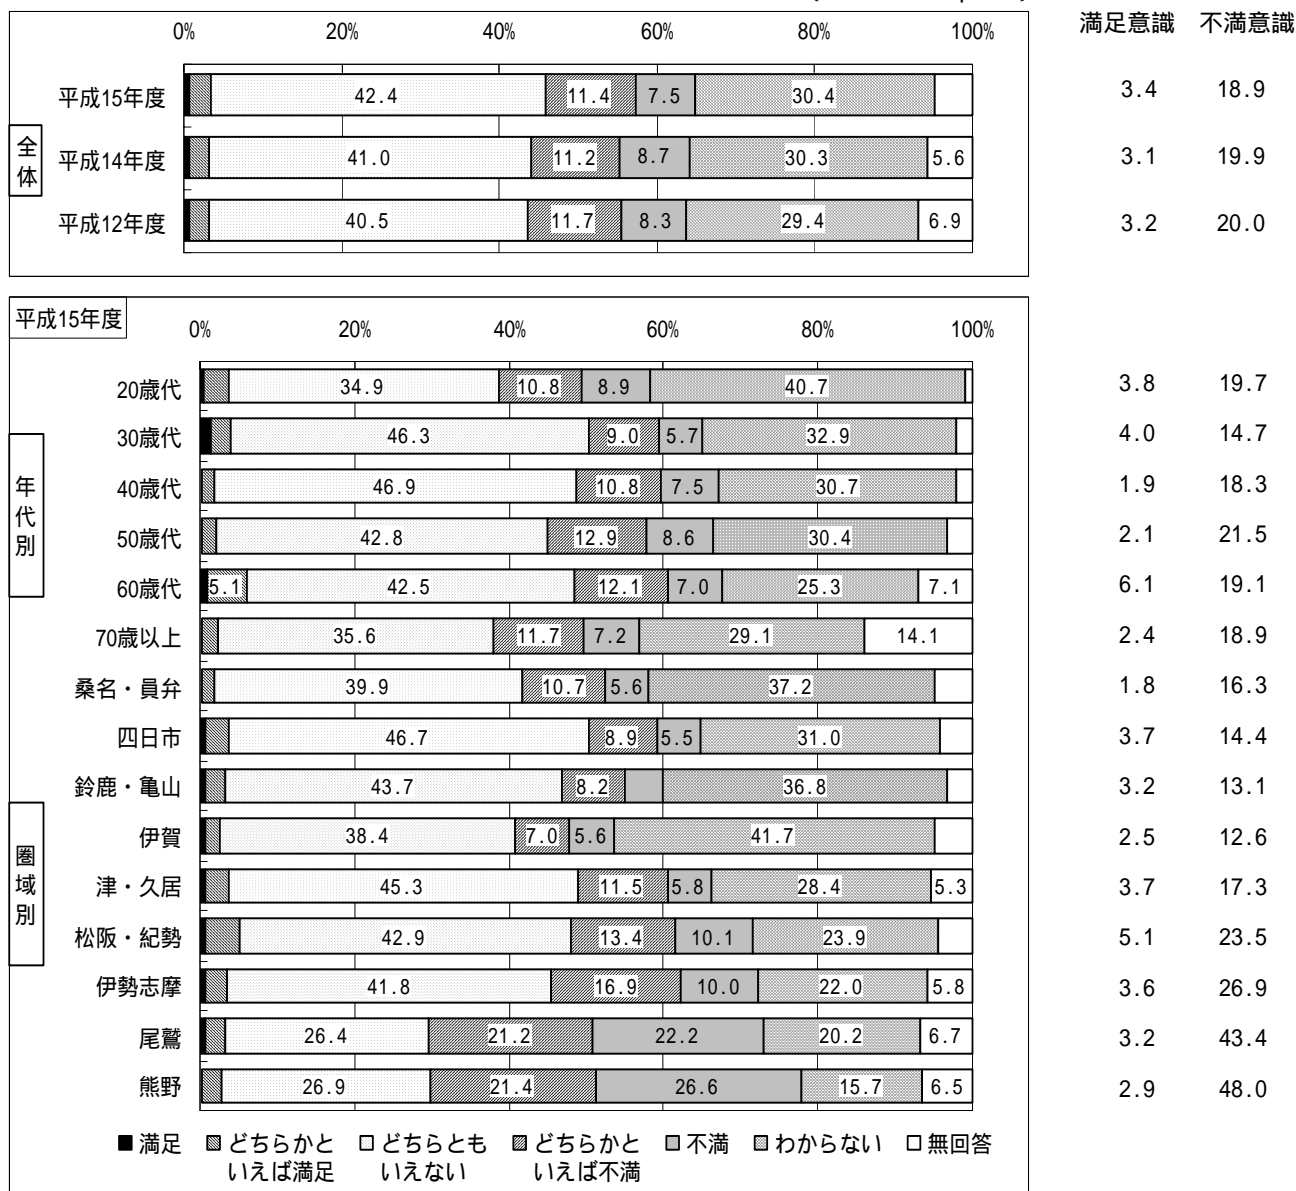 満足意識 不満意識
0% 20% 40% 60% 80% 100%
全体
平成15年度 42.4 11.4 7.5 30.4 3.4 18.9
平成14年度 41.0 11.2 8.7 30.3 5.6 3.1 19.9
平成12年度 40.5 11.7 8.3 29.4 6.9 3.2 20.0
平成15年度
0% 20% 40% 60% 80% 100%
年代別
20歳代 34.9 10.8 8.9 40.7 3.8 19.7
30歳代 46.3 9.0 5.7 32.9 4.0 14.7
40歳代 46.9 10.8 7.5 30.7 1.9 18.3
50歳代 42.8 12.9 8.6 30.4 2.1 21.5
60歳代 5.1 42.5 12.1 7.0 25.3 7.1 6.1 19.1
70歳以上 35.6 11.7 7.2 29.1 14.1 2.4 18.9
圏域別
桑名・員弁 39.9 10.7 5.6 37.2 1.8 16.3
四日市 46.7 8.9 5.5 31.0 3.7 14.4
鈴鹿・亀山 43.7 8.2 36.8 3.2 13.1
伊賀 38.4 7.0 5.6 41.7 2.5 12.6
津・久居 45.3 11.5 5.8 28.4 5.3 3.7 17.3
松阪・紀勢 42.9 13.4 10.1 23.9 5.1 23.5
伊勢志摩 41.8 16.9 10.0 22.0 5.8 3.6 26.9
尾鷲 26.4 21.2 22.2 20.2 6.7 3.2 43.4
熊野 26.9 21.4 26.6 15.7 6.5 2.9 48.0
満足 どちらかといえば満足 どちらともいえない どちらかといえば不満 不満 わからない 無回答